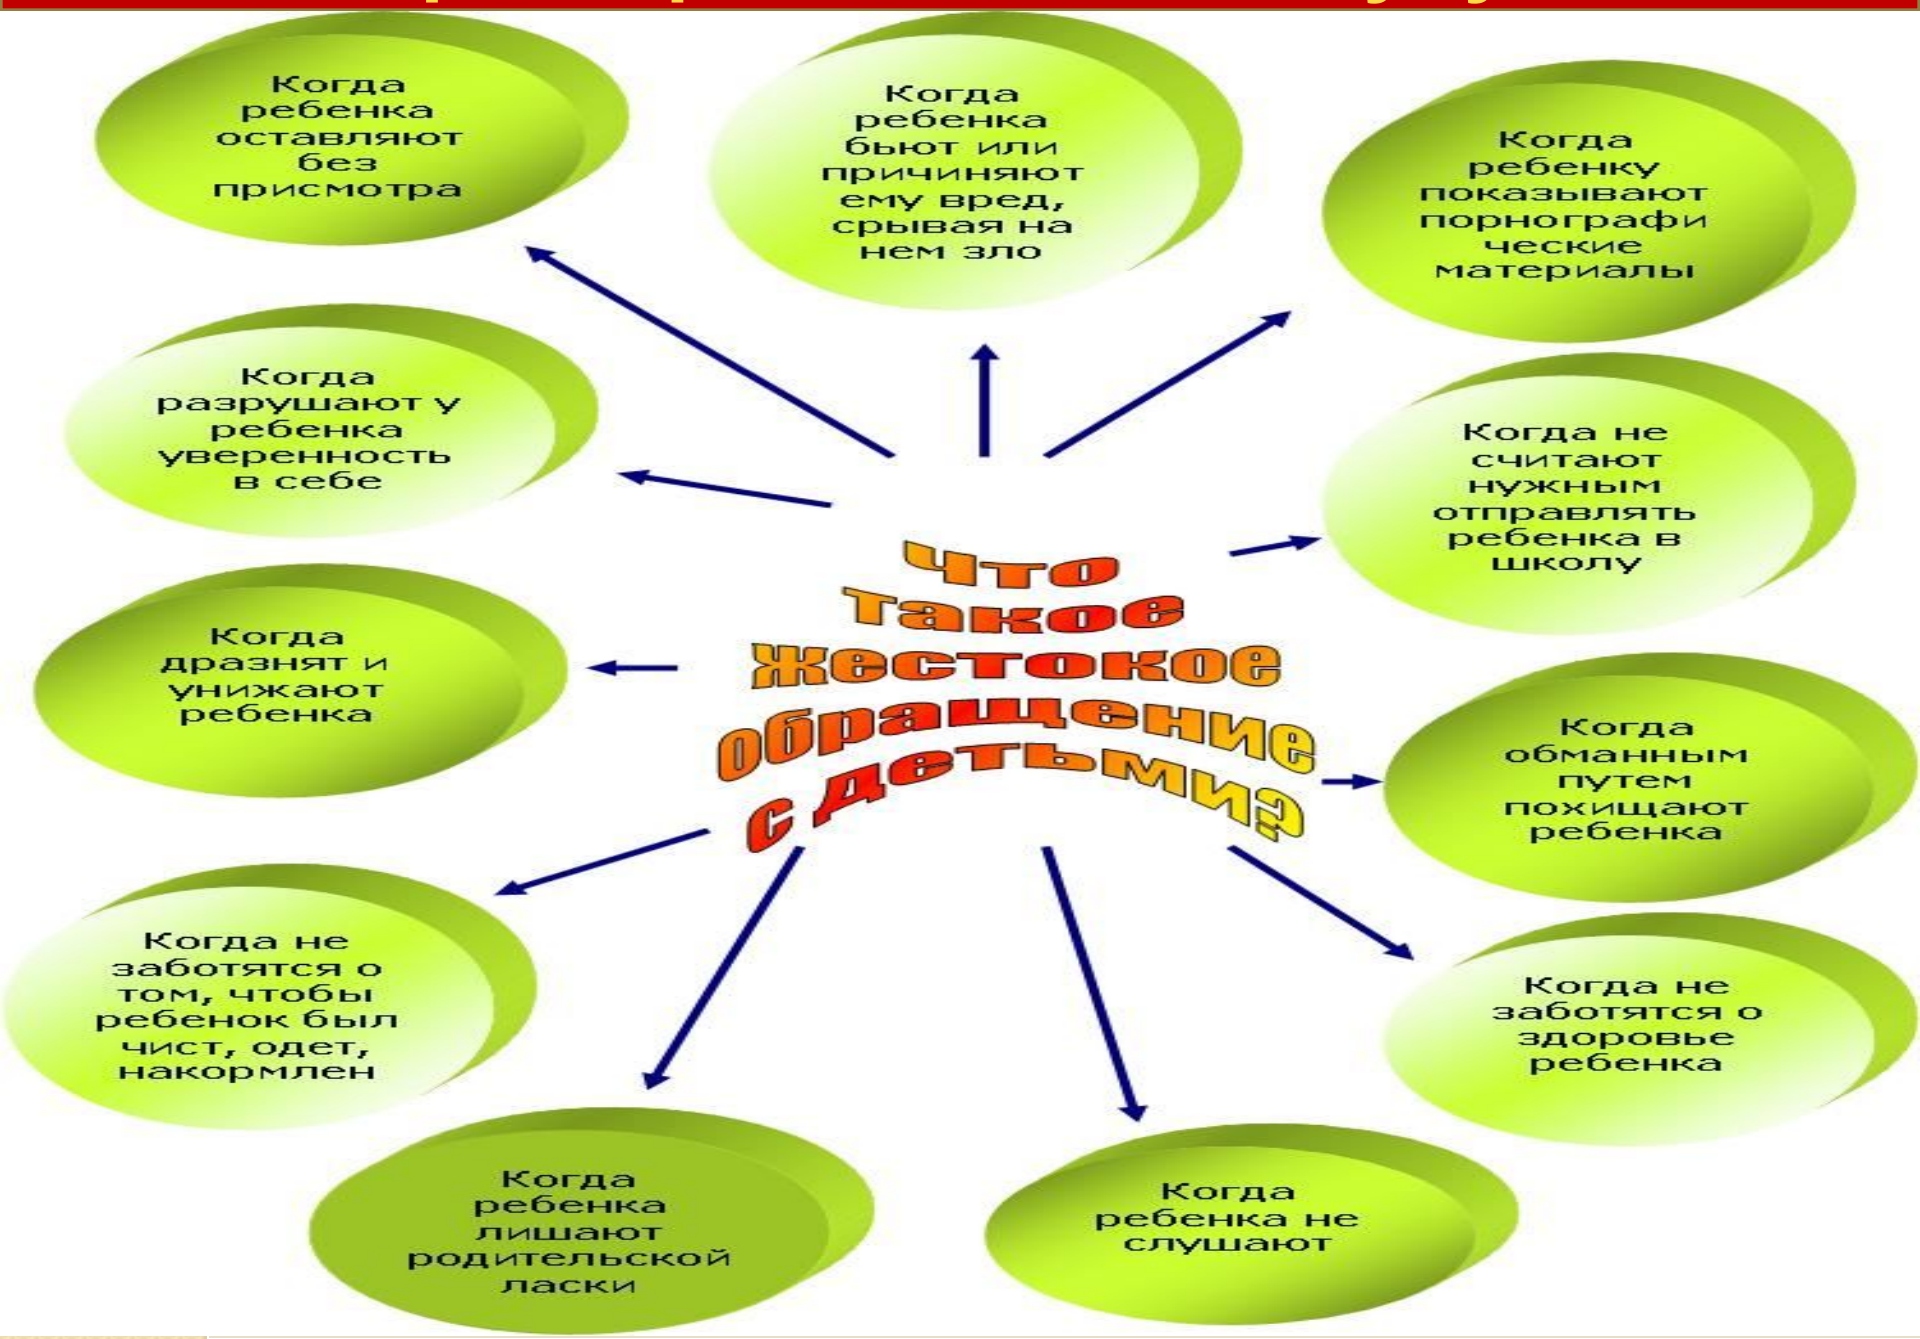 Когда
ребенка
оставляют
без
присмотра
Когда
ребенка
бьют или
причиняют
ему вред,
срывая на
нем зло
Когда
ребенку
показывают
порнографи
ческие
материалы
Когда
разрушают у
ребенка
уверенность
в себе
Когда не
считают
нужным
отправлять
ребенка в
школу
Что
такое
жестокое
обращение
с детьми?
Когда
дразнят и
унижают
ребенка
Когда
обманным
путем
похищают
ребенка
Когда не
заботятся о
том, чтобы
ребенок был
чист, одет,
накормлен
Когда не
заботятся о
здоровье
ребенка
Когда
ребенка
лишают
родительской
ласки
Когда
ребенка не
слушают